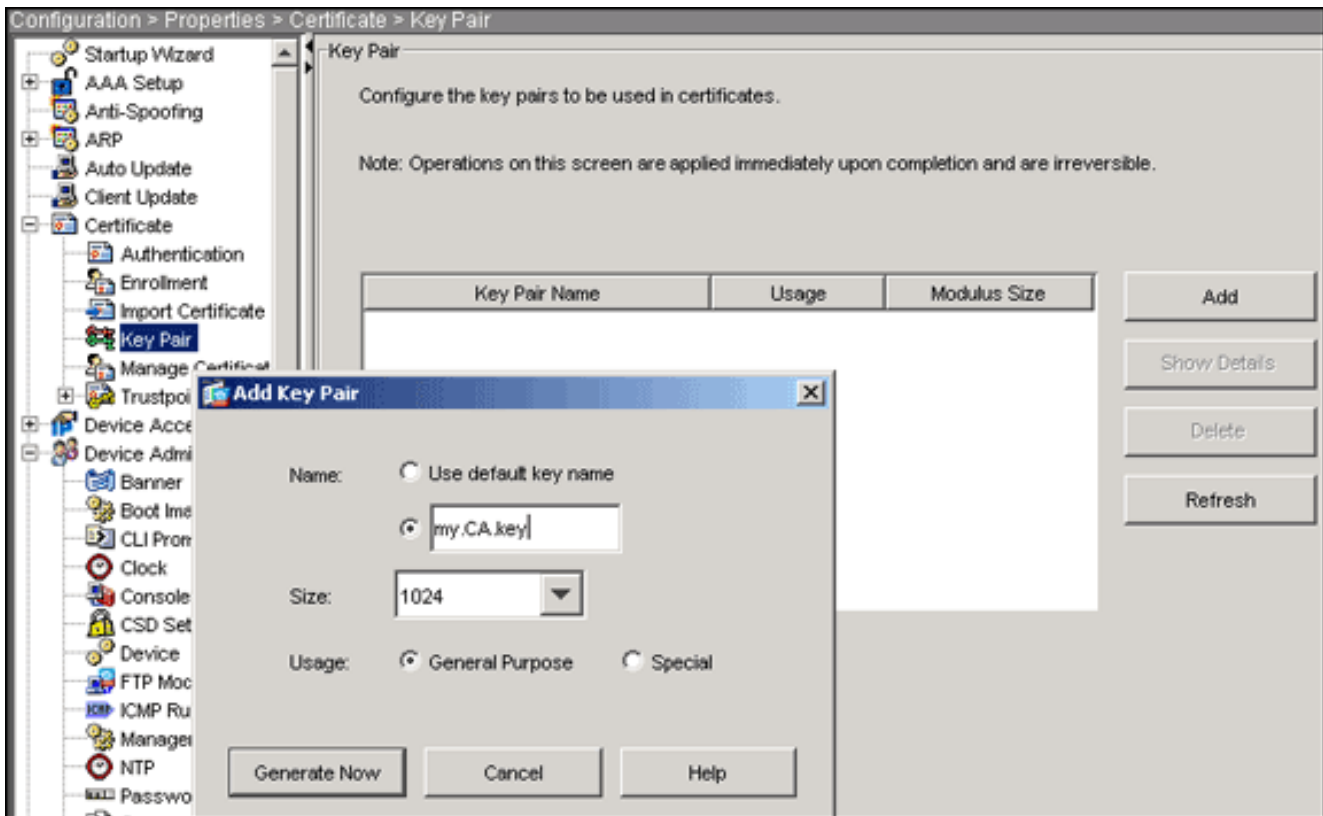 Configuration > Properties > Certificate > Key Pair
Startup Wizard
AAA Setup
Anti-Spoofing
ARP
Auto Update
Client Update
Certificate
Authentication
Enrollment
Import Certificate
Key Pair
Manage Certificat
Trustpoi
Device Acce
Device Admi
Banner
Boot Ima
CLI Prom
Clock
Console
CSD Set
Device
FTP Moc
ICMP
ICMP Ru
Manager
NTP
Passwo
Key Pair
Configure the key pairs to be used in certificates.
Note: Operations on this screen are applied immediately upon completion and are irreversible.
Key Pair Name Usage Modulus Size
Add
Show Details
Delete
Refresh
Add Key Pair
Name: Use default key name
my.CA.key
Size: 1024
Usage: General Purpose Special
Generate Now Cancel Help